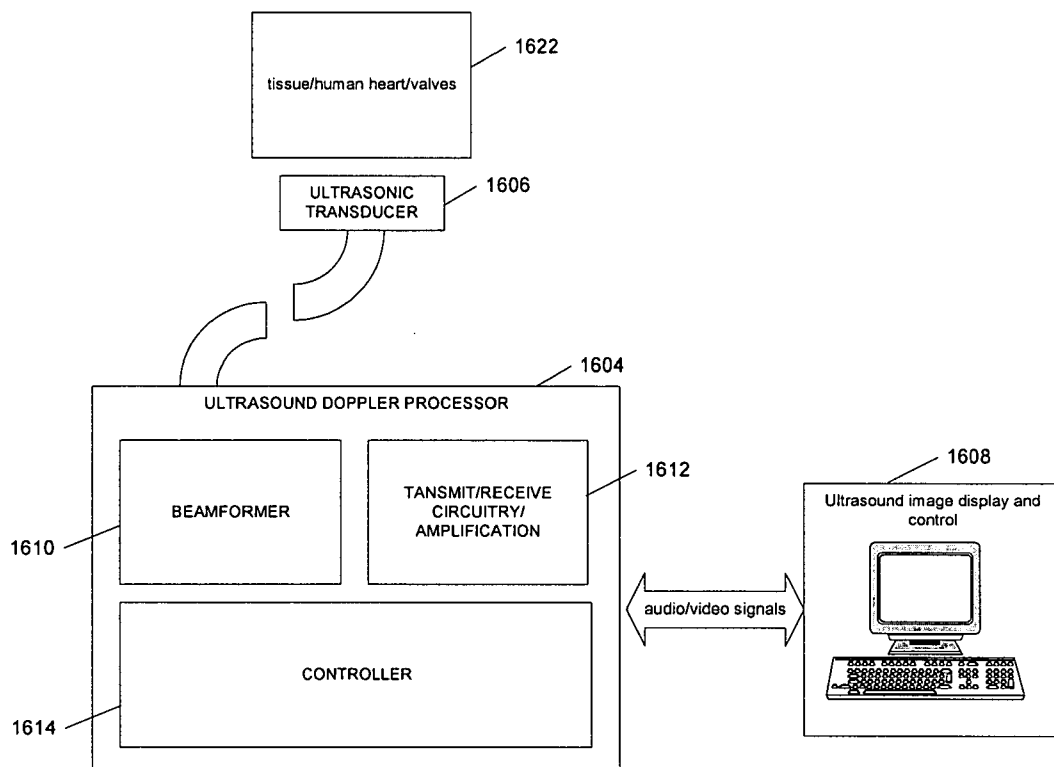 1622
tissue/human heart/valves
1606
ULTRASONIC
TRANSDUCER
1604
ULTRASOUND DOPPLER PROCESSOR
1612
BEAMFORMER
TANSMIT/RECEIVE
CIRCUITRY/
AMPLIFICATION
1610
1608
Ultrasound image display and
control
audio/video signals
CONTROLLER
1614